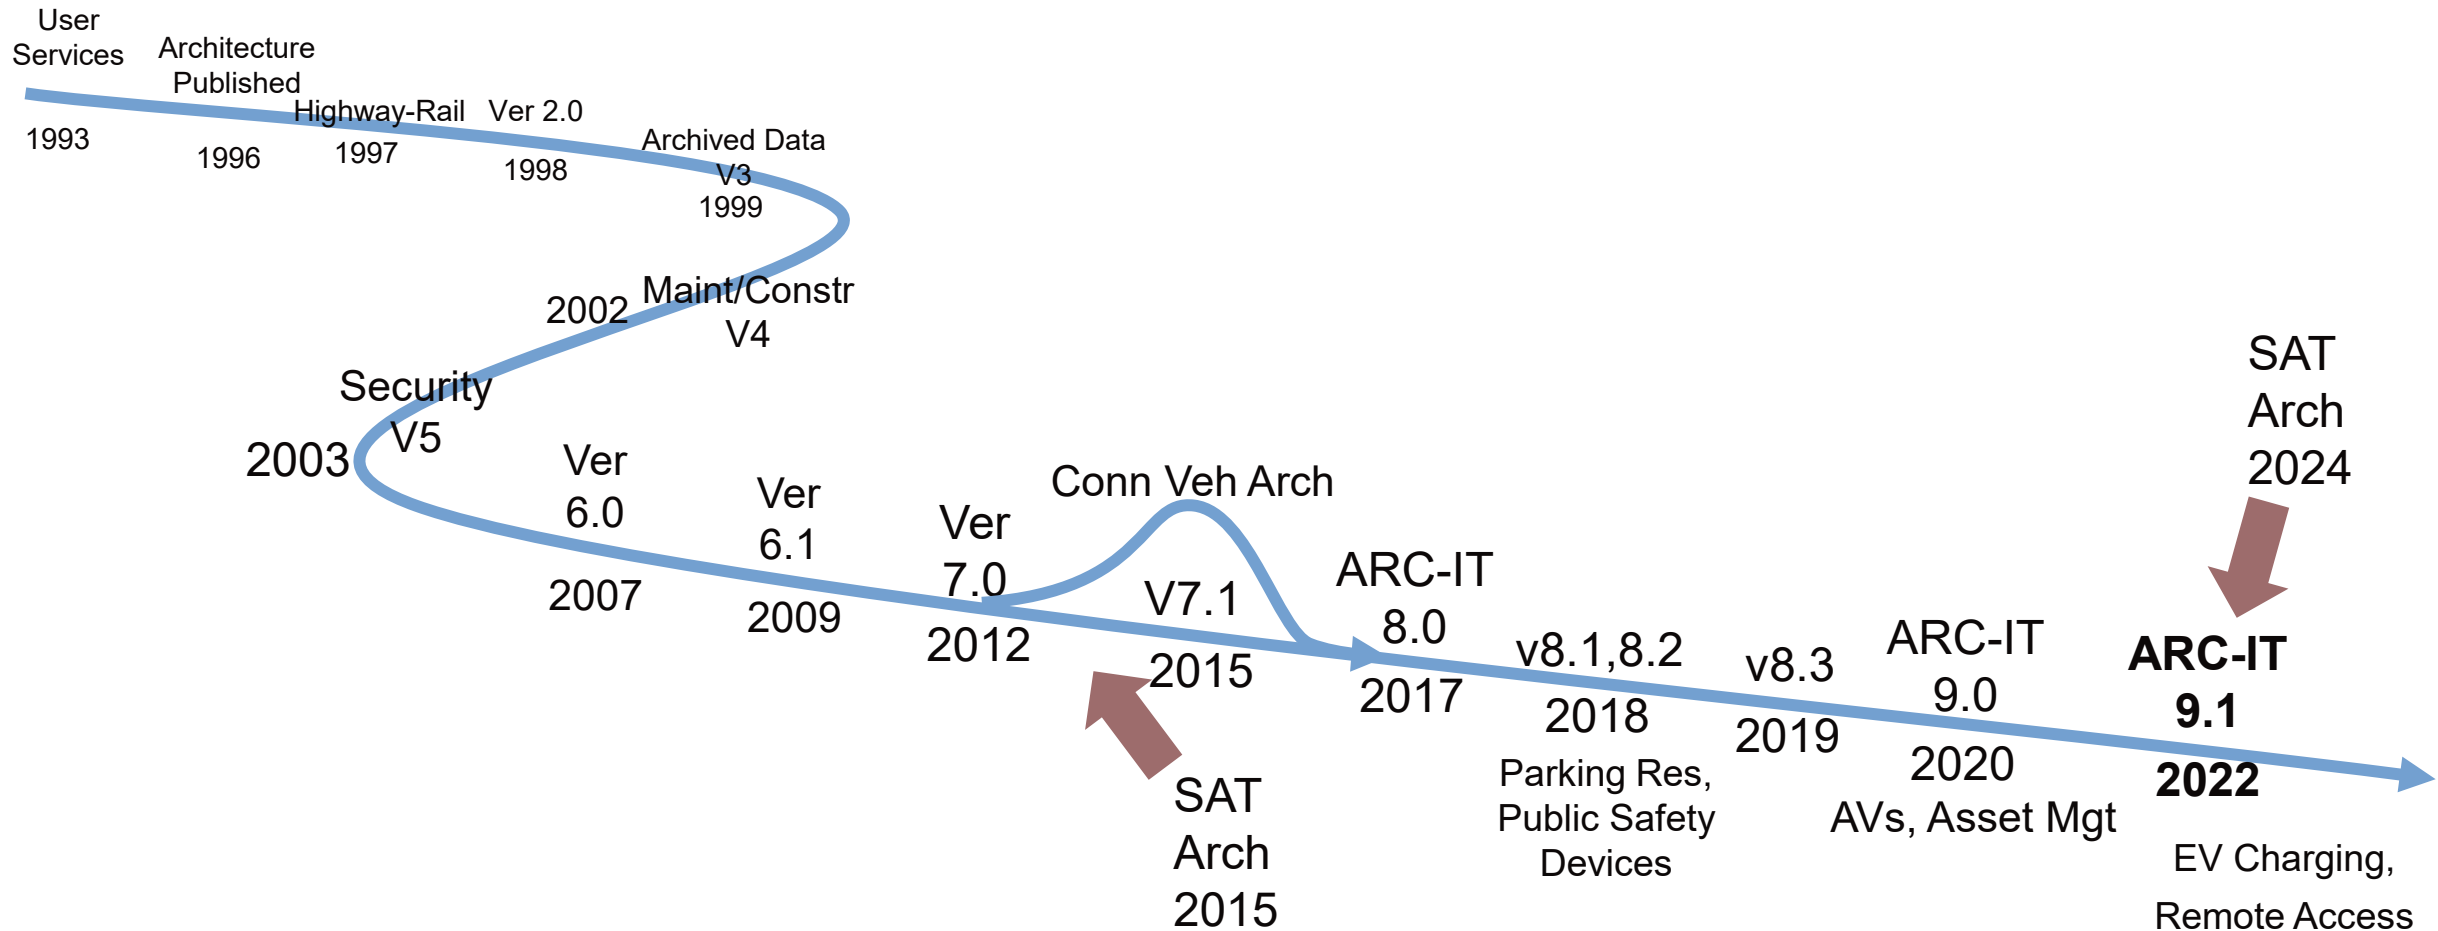 User
Services
1993
Architecture
Published
1996
Highway-Rail
1997
Ver 2.0
1998
Archived Data
V3
1999
2002
Maint/Constr
V4
Security
V5
2003
Ver
6.0
2007
Ver
6.1
2009
Ver
7.0
2012
Conn Veh Arch
V7.1
2015
SAT
Arch
2015
ARC-IT
8.0
2017
v8.1,8.2
2018
Parking Res,
Public Safety
Devices
v8.3
2019
ARC-IT
9.0
2020
AVs, Asset Mgt
SAT
Arch
2024
ARC-IT
9.1
2022
EV Charging,
Remote Access